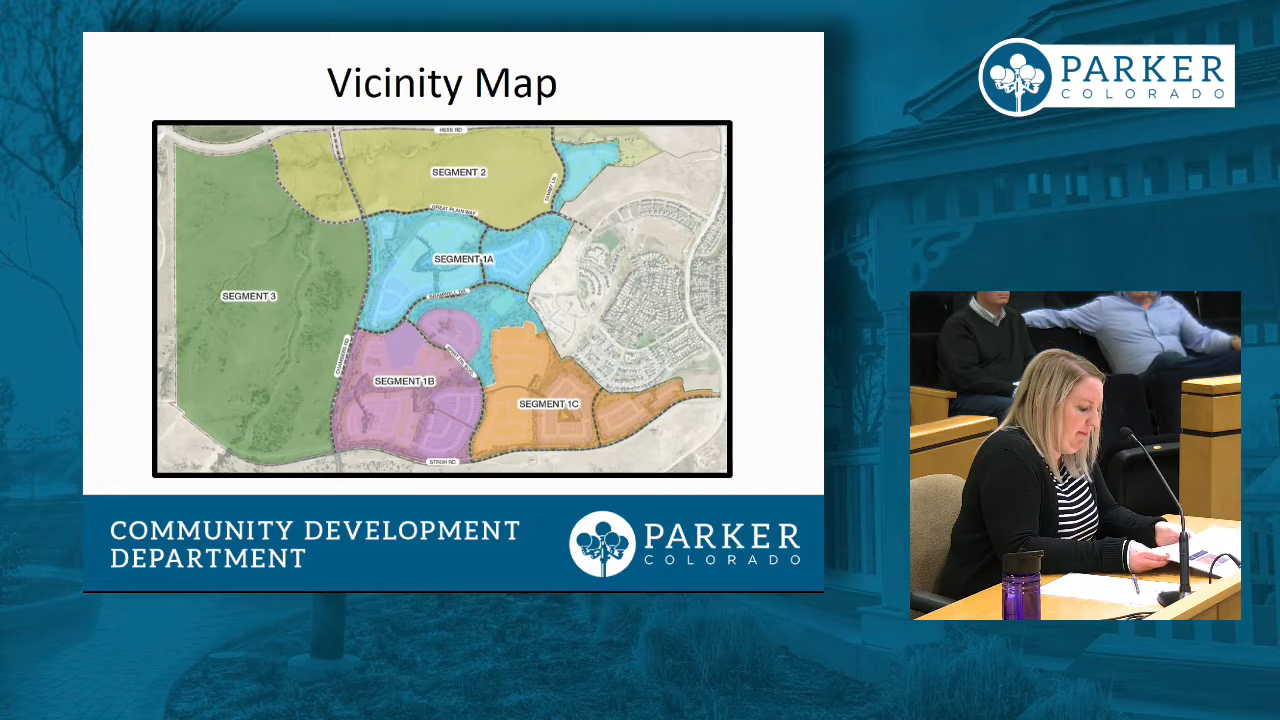 Vicinity Map
HESS RD
SEGMENT 2
GREAT PLAIN WAY
SEGMENT 1A
SEGMENT 3
STROH RD
SEGMENT 1B
SEGMENT 1C
COMMUNITY DEVELOPMENT
DEPARTMENT
PARKER
COLORADO
PARKER
COLORADO